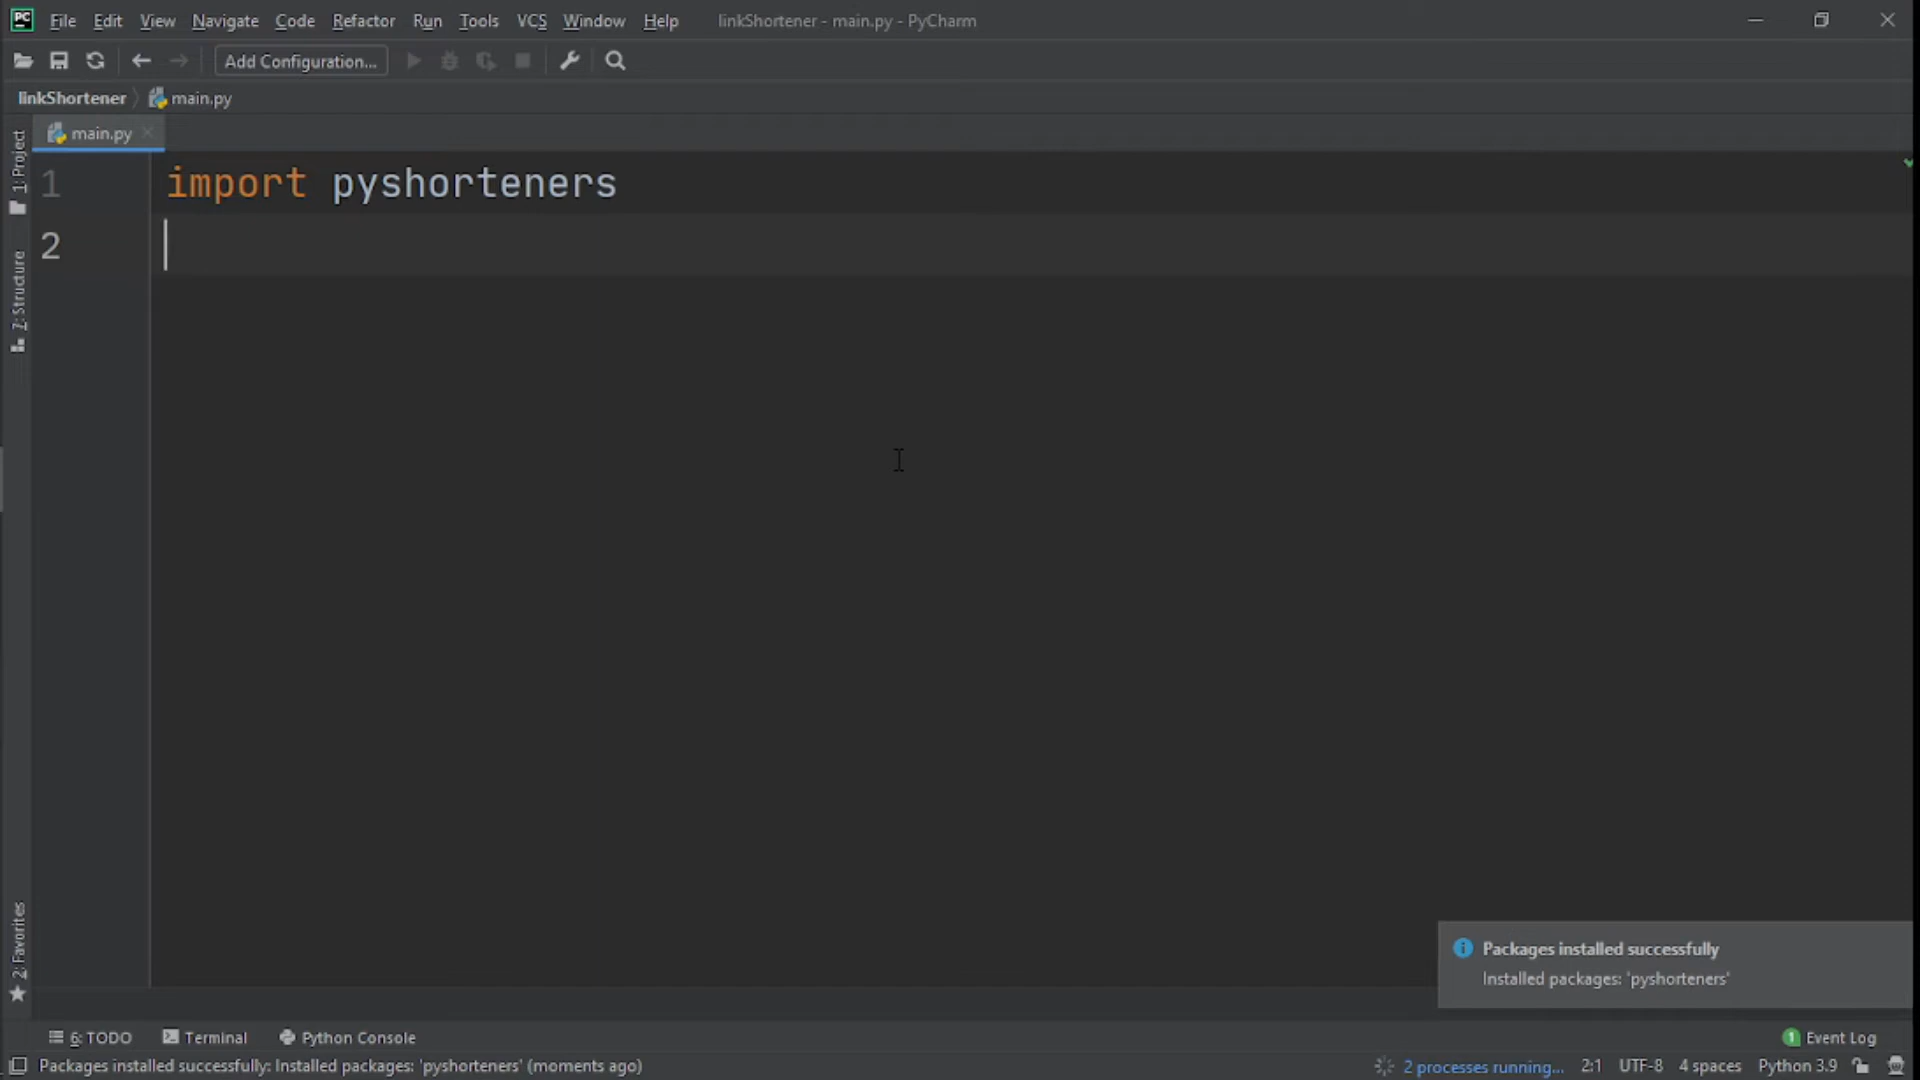 PC File Edit View Navigate Code Refactor Run Tools VCS Window Help linkShortener - main.py - PyCharm
Add Configuration...
linkShortener main.py
main.py
1: Project
7: Structure
2: Favorites
1 import pyshorteners
2
Packages installed successfully
Installed packages: 'pyshorteners'
6: TODO Terminal Python Console 1 Event Log
Packages installed successfully: Installed packages: 'pyshorteners' (moments ago) 2 processes running... 2:1 UTF-8 4 spaces Python 3.9